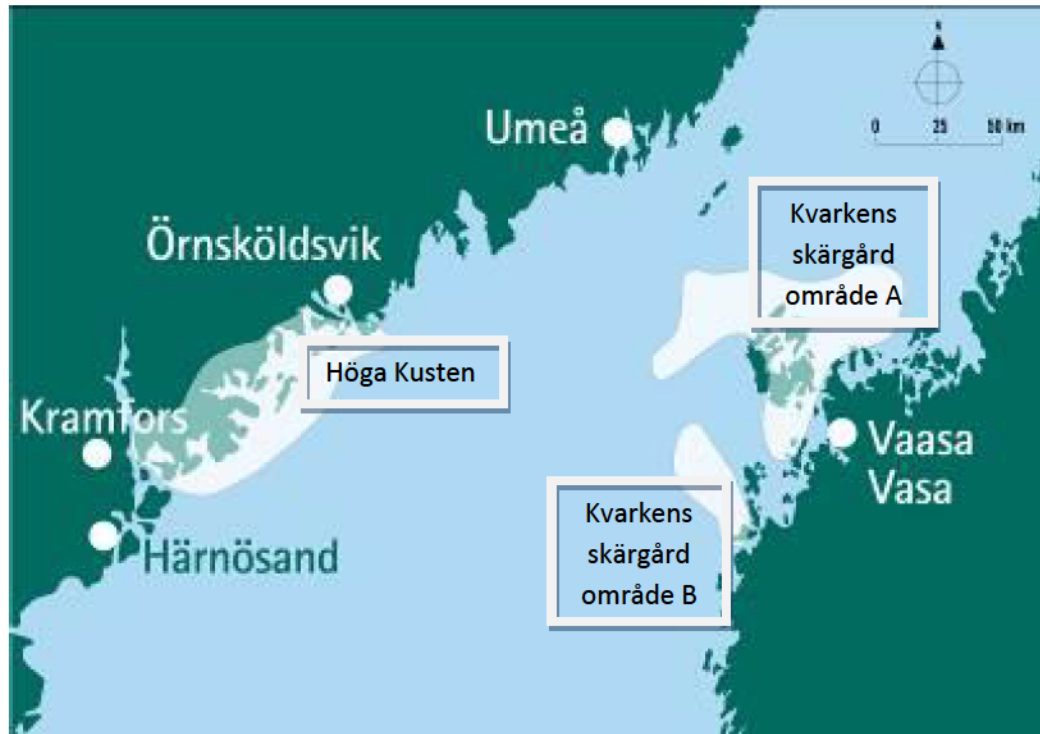 N
0 25 50 km
Umeå
Kvarkens
skärgård
område A
Örnsköldsvik
Höga Kusten
Kramfors
Vaasa
Vasa
Kvarkens
skärgård
område B
Härnösand